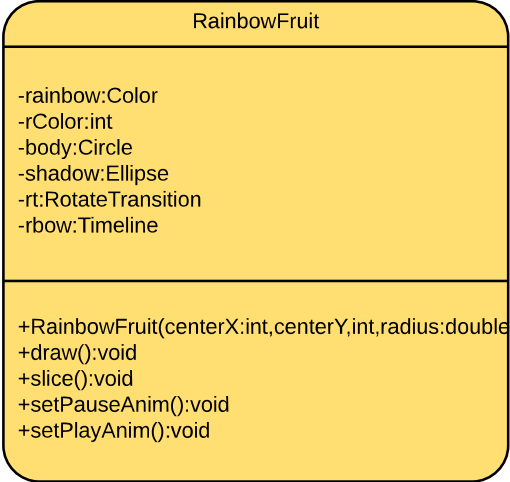 RainbowFruit
-rainbow:Color
-rColor:int
-body:Circle
-shadow:Ellipse
-rt:RotateTransition
-rbow:Timeline
+RainbowFruit(centerX:int,centerY,int,radius:double
+draw():void
+slice():void
+setPauseAnim():void
+setPlayAnim():void